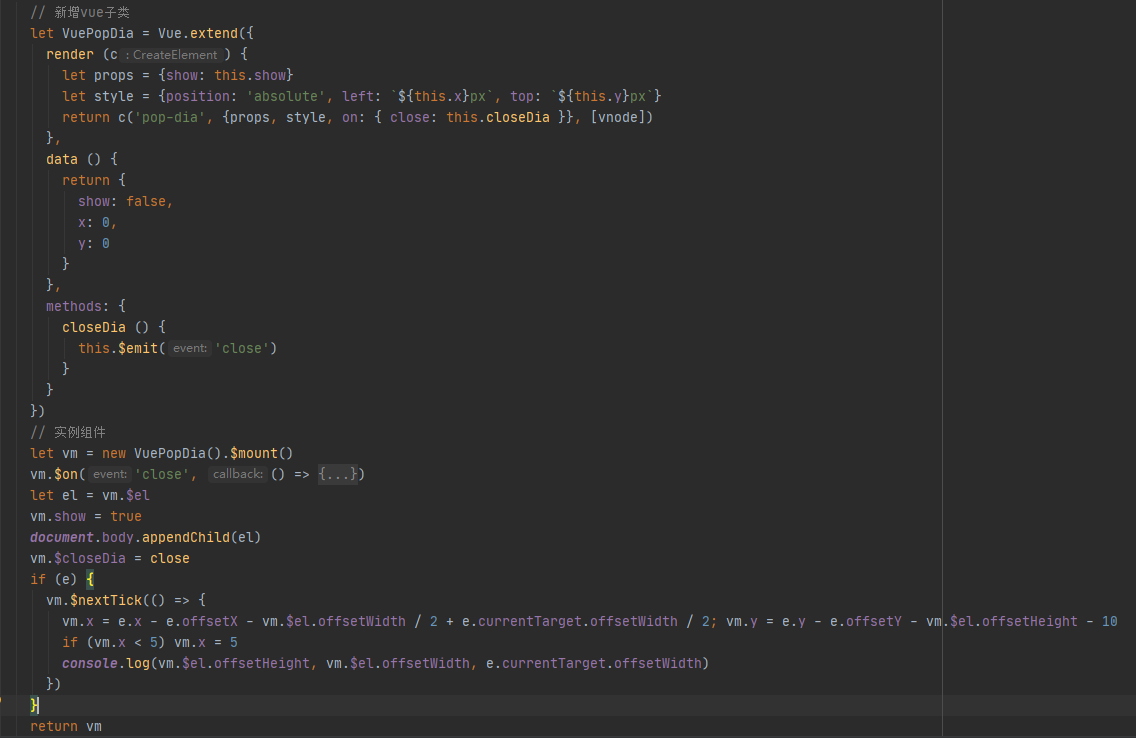 // 新增vue子类
let VuePopDia = Vue.extend({
render (c : CreateElement ) {
let props = {show: this.show}
let style = {position: 'absolute', left: `${this.x}px`, top: `${this.y}px`}
return c('pop-dia', {props, style, on: { close: this.closeDia }}, [vnode])
},
data () {
return {
show: false,
x: 0,
y: 0
}
},
methods: {
closeDia () {
this.$emit( event: 'close')
}
}
})
// 实例组件
let vm = new VuePopDia().$mount()
vm.$on( event: 'close', callback: () => {...})
let el = vm.$el
vm.show = true
document.body.appendChild(el)
vm.$closeDia = close
if (e) {
vm.$nextTick(() => {
vm.x = e.x - e.offsetX - vm.$el.offsetWidth / 2 + e.currentTarget.offsetWidth / 2; vm.y = e.y - e.offsetY - vm.$el.offsetHeight - 10
if (vm.x < 5) vm.x = 5
console.log(vm.$el.offsetHeight, vm.$el.offsetWidth, e.currentTarget.offsetWidth)
})
}
return vm